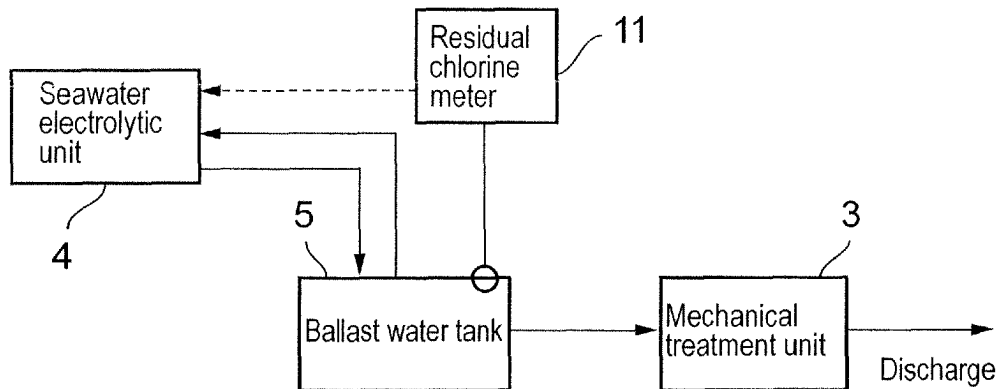 Residual
chlorine
meter
11
Seawater
electrolytic
unit
4
5
3
Ballast water tank
Mechanical
treatment unit
Discharge